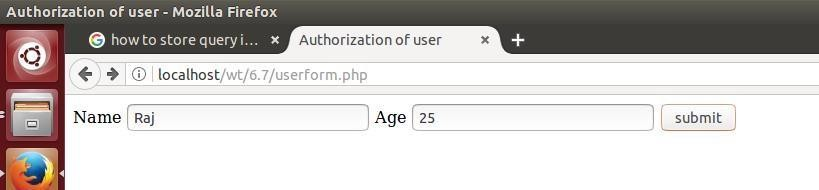 Authorization of user - Mozilla Firefox
how to store query i... Authorization of user
localhost/wt/6.7/userform.php
Name Raj Age 25 submit